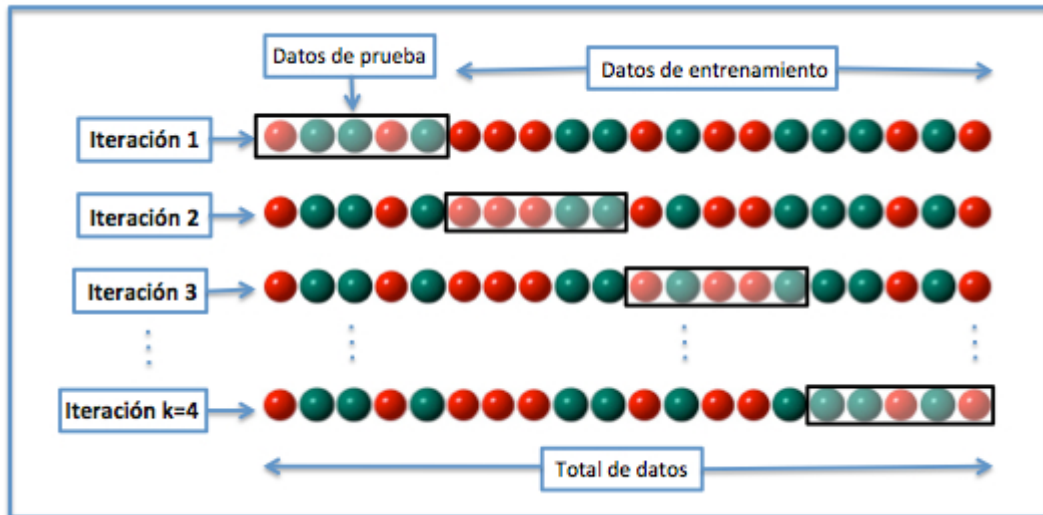 Datos de prueba
Datos de entrenamiento
Iteración 1
Iteración 2
Iteración 3
Iteración k=4
Total de datos